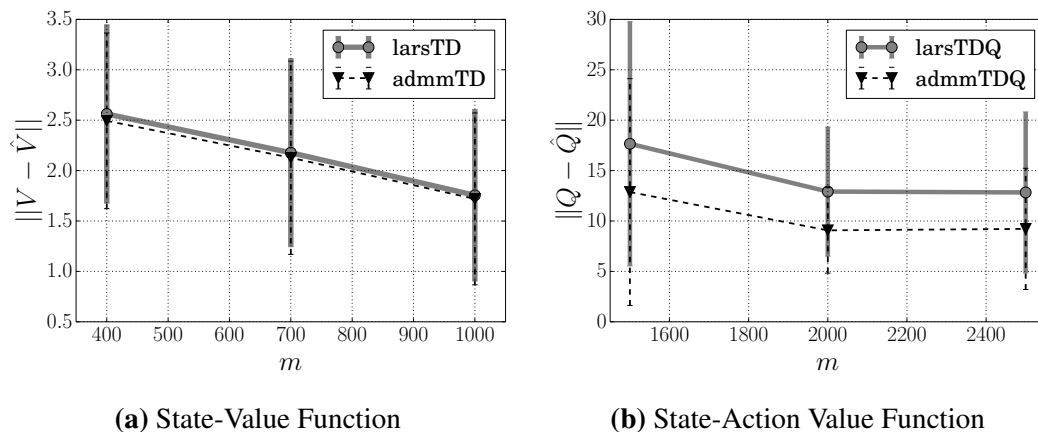 3.5
3.0
2.5
2.0
1.5
1.0
0.5
||V − V̂||
400 500 600 700 800 900 1000
m
larsTD
admmTD
(a) State-Value Function
30
25
20
15
10
5
0
||Q − Q̂||
1600 1800 2000 2200 2400
m
larsTDQ
admmTDQ
(b) State-Action Value Function